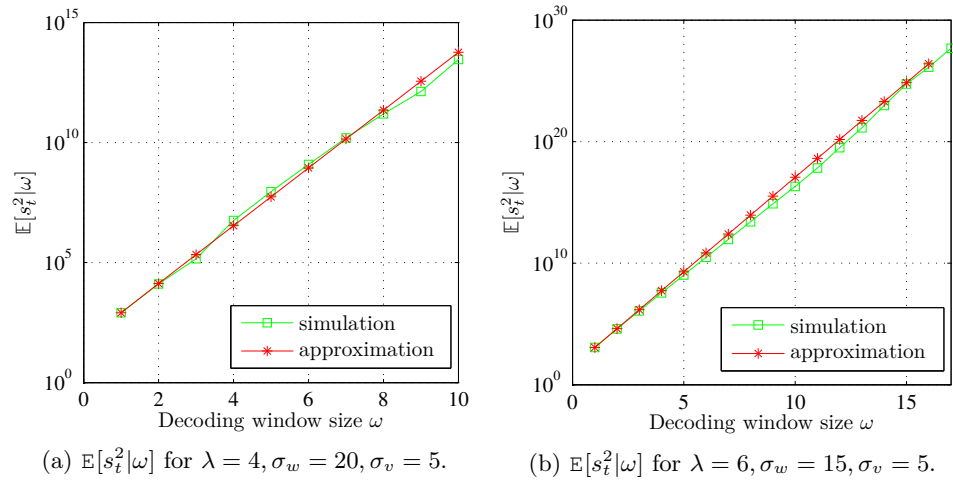 10^15
10^10
10^5
10^0
𝔼[s_t^2|ω]
simulation
approximation
0 2 4 6 8 10
Decoding window size ω
(a) 𝔼[s_t^2|ω] for λ = 4, σ_w = 20, σ_v = 5.
10^30
10^20
10^10
10^0
𝔼[s_t^2|ω]
simulation
approximation
0 5 10 15
Decoding window size ω
(b) 𝔼[s_t^2|ω] for λ = 6, σ_w = 15, σ_v = 5.